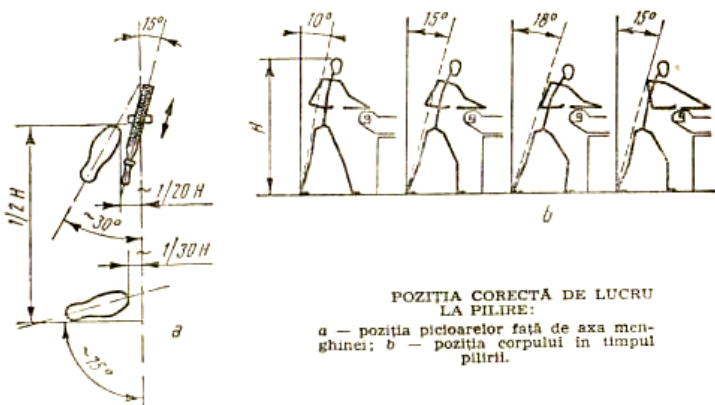 15°
1/2 H
~ 1/20 H
~30°
~ 1/30 H
~75°
a
10°
15°
18°
15°
H
b
POZIȚIA CORECTĂ DE LUCRU
LA PILIRE:
a — poziția picioarelor față de axa men-
ghinei; b — poziția corpului în timpul
pilirii.